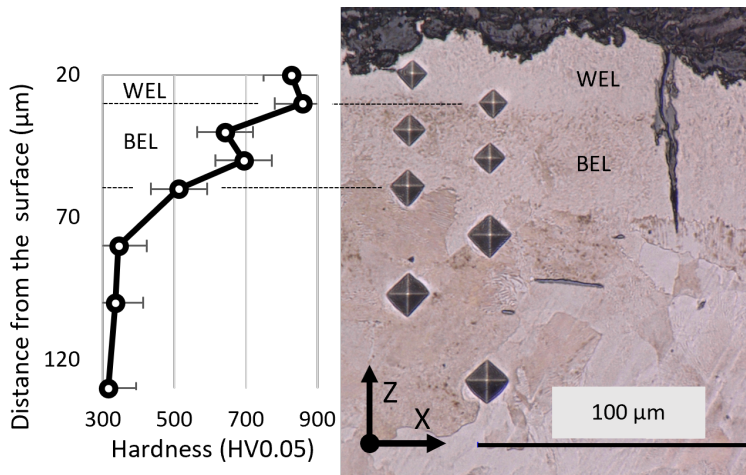 Distance from the surface (µm)
20
70
120
WEL
BEL
300 500 700 900
Hardness (HV0.05)
WEL
BEL
Z
X
100 µm